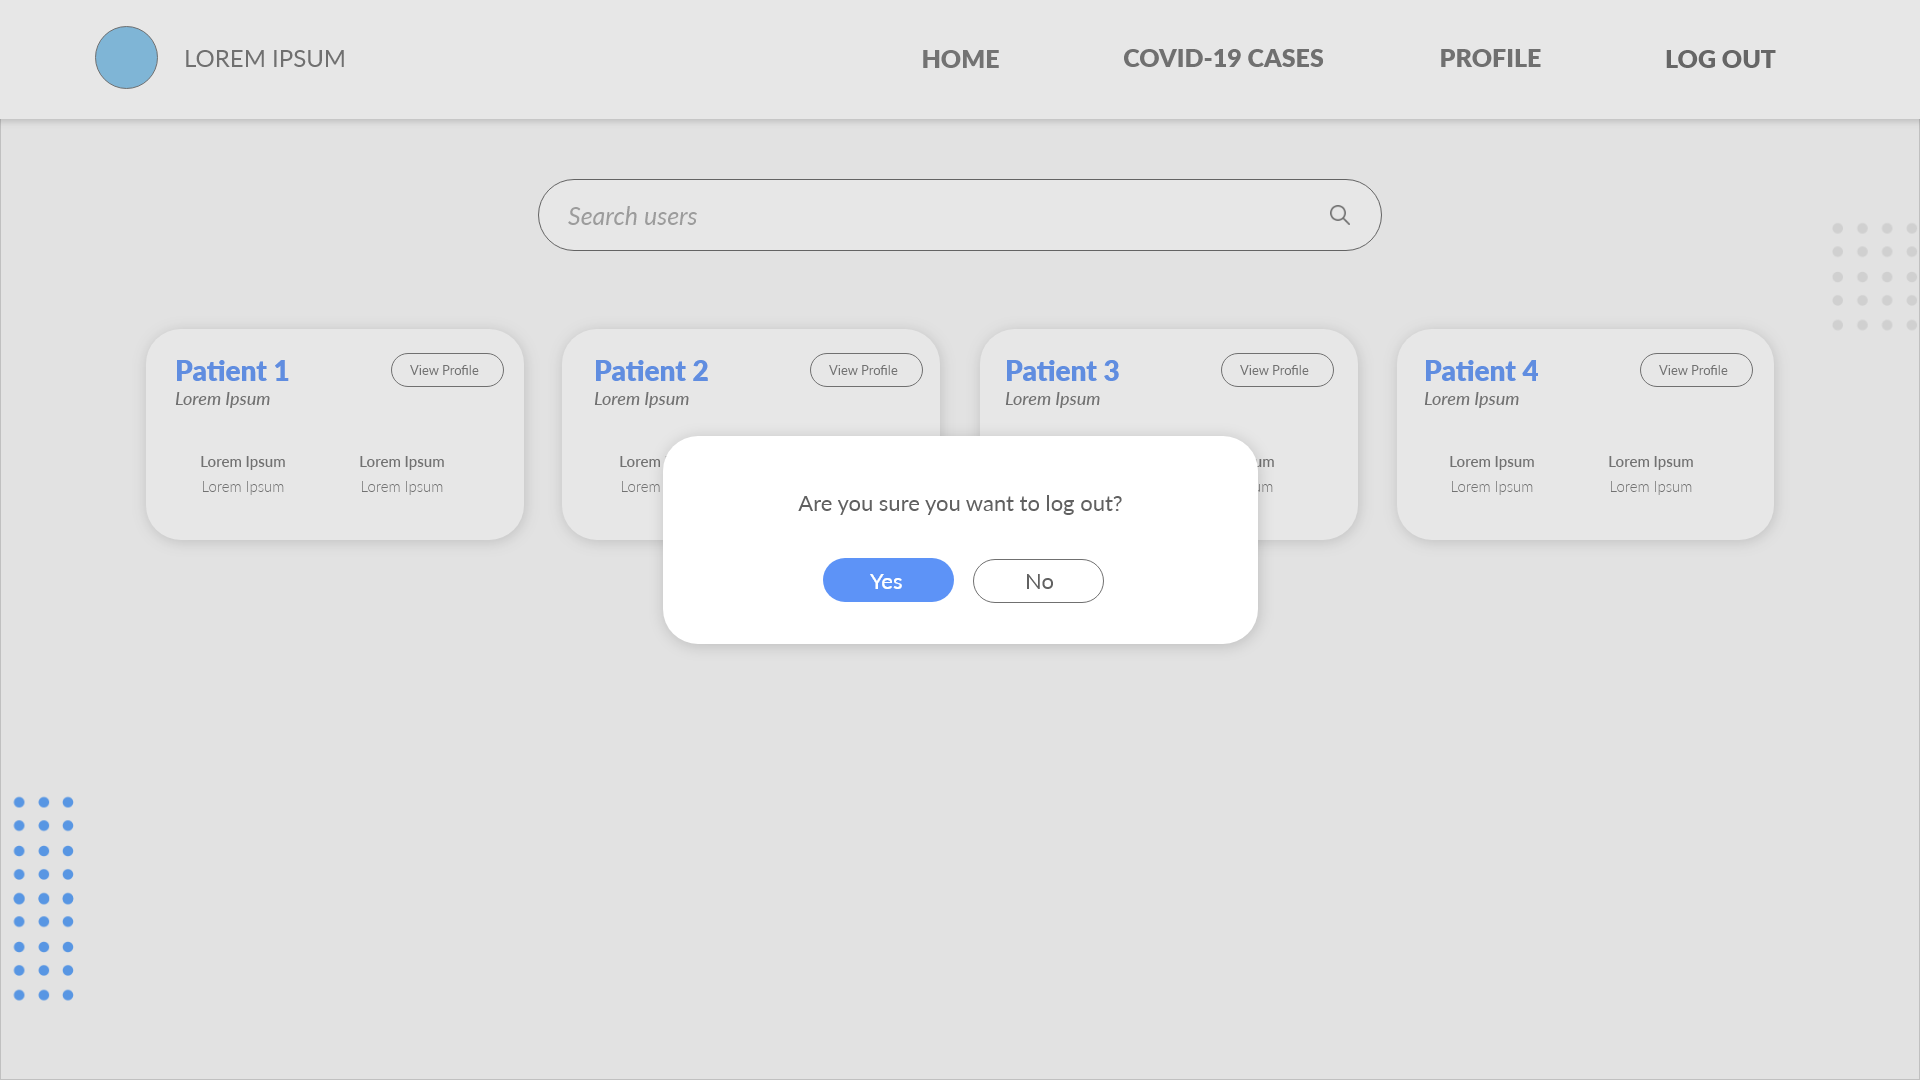 LOREM IPSUM
HOME
COVID-19 CASES
PROFILE
LOG OUT
Search users
Patient 1
View Profile
Lorem Ipsum
Lorem Ipsum
Lorem Ipsum
Lorem Ipsum
Lorem Ipsum
Patient 2
View Profile
Lorem Ipsum
Lorem
Lorem
Patient 3
View Profile
Lorem Ipsum
Patient 4
View Profile
Lorem Ipsum
Lorem Ipsum
Lorem Ipsum
Lorem Ipsum
Lorem Ipsum
Are you sure you want to log out?
Yes
No